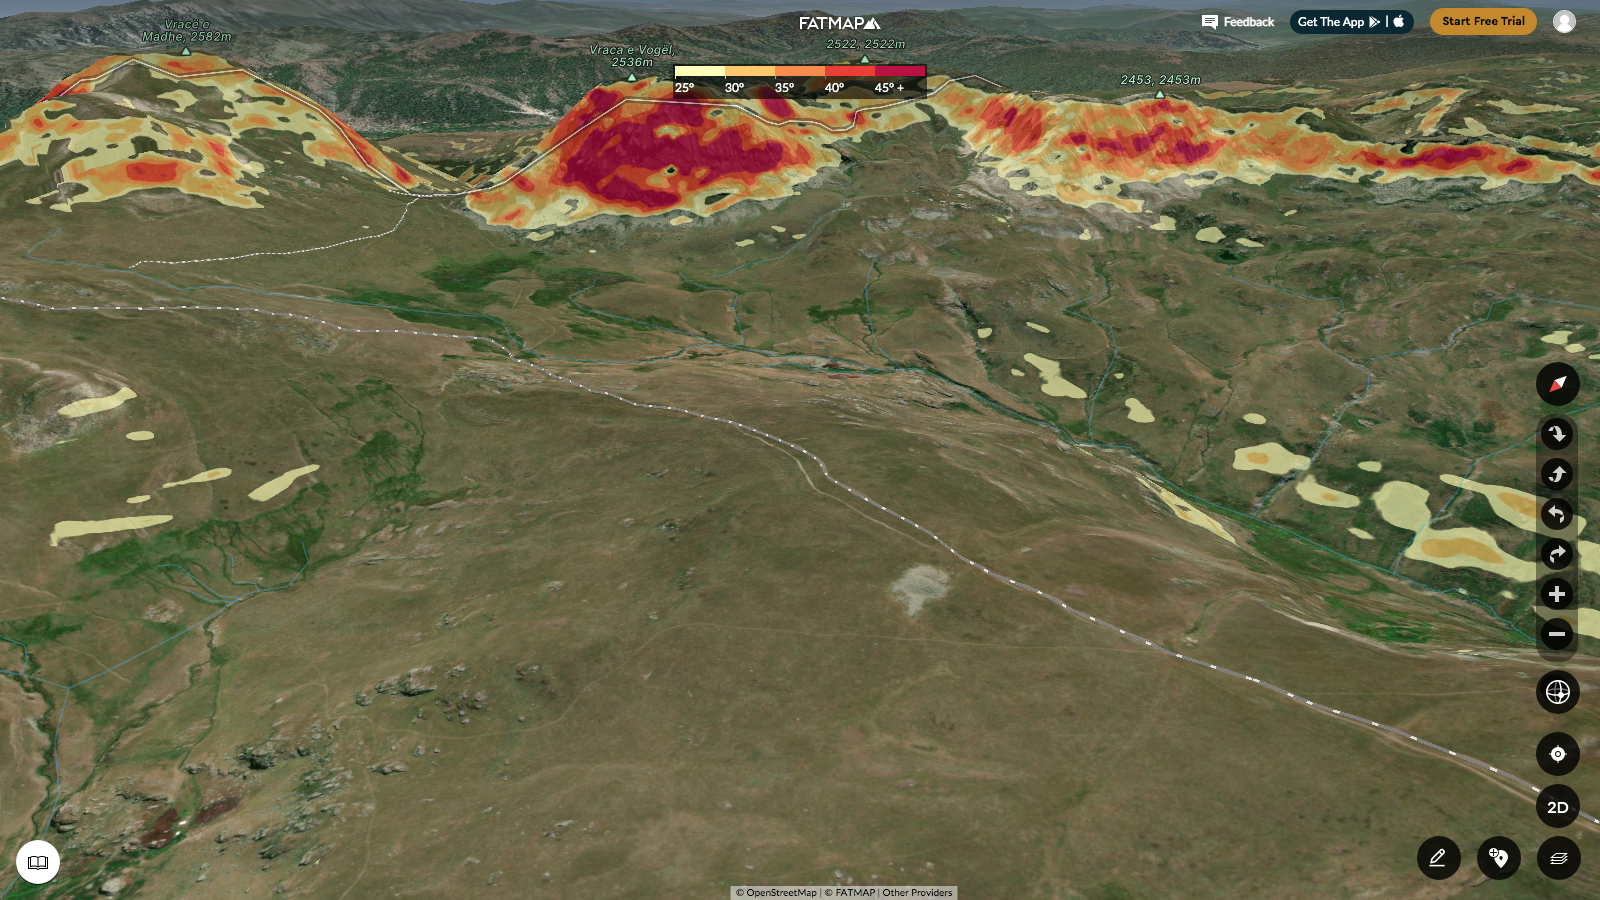 Vracë e
Madhe, 2582m
Vraca e Vogël,
2536m
FATMAP
2522, 2522m
2453, 2453m
Feedback
Get The App
Start Free Trial
25° 30° 35° 40° 45° +
2D
© OpenStreetMap | © FATMAP | Other Providers